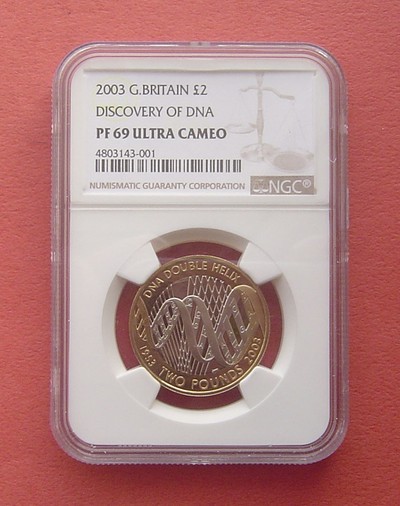 2003 G.BRITAIN £2
DISCOVERY OF DNA
PF 69 ULTRA CAMEO
4803143-001
NUMISMATIC GUARANTY CORPORATION
NGC®
DNA DOUBLE HELIX
1953 TWO POUNDS 2003